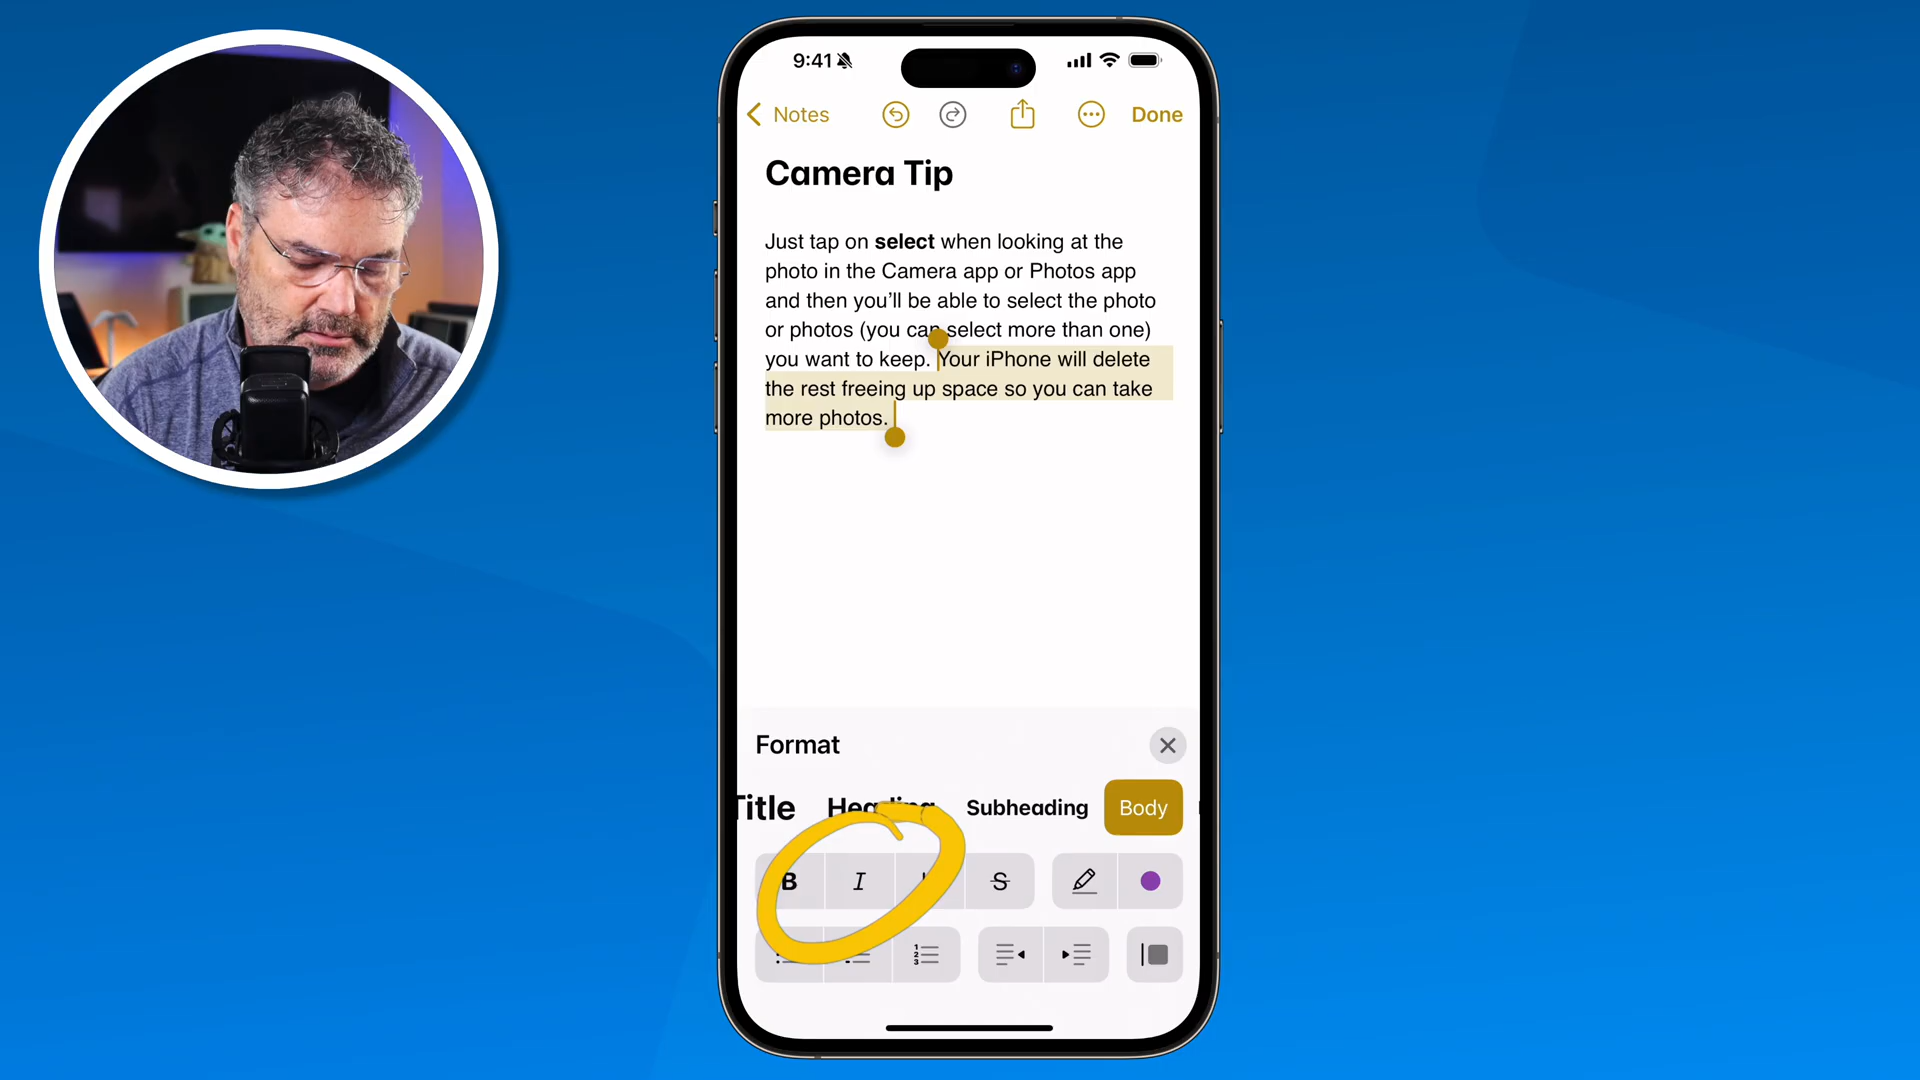 9:41
Notes
Done
Camera Tip
Just tap on select when looking at the
photo in the Camera app or Photos app
and then you'll be able to select the photo
or photos (you can select more than one)
you want to keep. Your iPhone will delete
the rest freeing up space so you can take
more photos.
Format
Title Heading Subheading Body
B I S